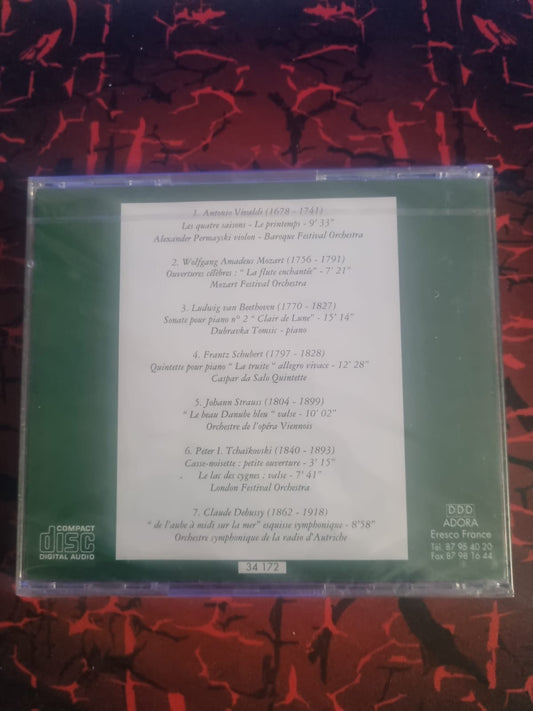 1. Antonio Vivaldi (1678 - 1741)
Les quatre saisons - Le printemps - 9' 33"
Alexander Permayski violon - Baroque Festival Orchestra
2. Wolfgang Amadeus Mozart (1756 - 1791)
Ouvertures célèbres : " La flute enchantée" - 7' 21"
Mozart Festival Orchestra
3. Ludwig van Beethoven (1770 - 1827)
Sonate pour piano n° 2 " Clair de Lune" - 15' 14"
Dubravka Tomsic - piano
4. Frantz Schubert (1797 - 1828)
Quintette pour piano " La truite " allegro vivace - 12' 28"
Caspar da Salo Quintette
5. Johann Strauss (1804 - 1899)
" Le beau Danube bleu " valse - 10' 02"
Orchestre de l'opéra Viennois
6. Peter I. Tchaïkowski (1840 - 1893)
Casse-noisette : petite ouverture - 3' 15"
Le lac des cygnes : valse - 7' 41"
London Festival Orchestra
7. Claude Debussy (1862 - 1918)
" de l'aube à midi sur la mer" esquisse symphonique - 8'58"
Orchestre symphonique de la radio d'Autriche
COMPACT
disc
DIGITAL AUDIO
34 172
DDD
ADORA
Eresco France
Tél. 87 95 40 20
Fax 87 98 16 44